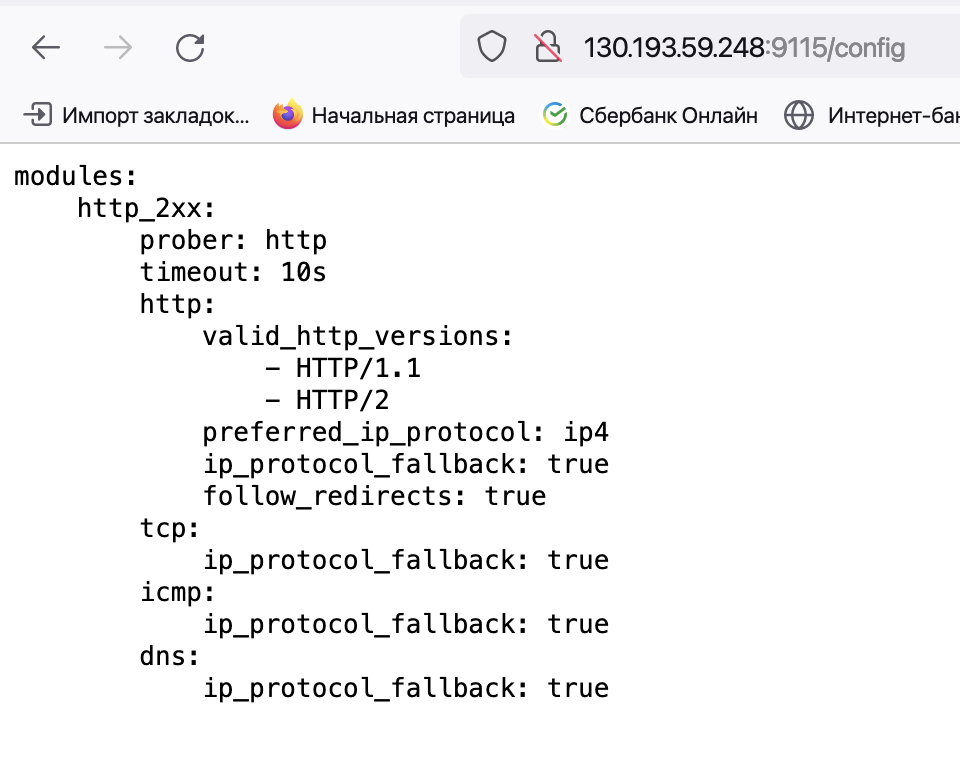 130.193.59.248:9115/config
Импорт закладок... Начальная страница Сбербанк Онлайн Интернет-бан
modules:
    http_2xx:
        prober: http
        timeout: 10s
        http:
            valid_http_versions:
                - HTTP/1.1
                - HTTP/2
            preferred_ip_protocol: ip4
            ip_protocol_fallback: true
            follow_redirects: true
        tcp:
            ip_protocol_fallback: true
        icmp:
            ip_protocol_fallback: true
        dns:
            ip_protocol_fallback: true